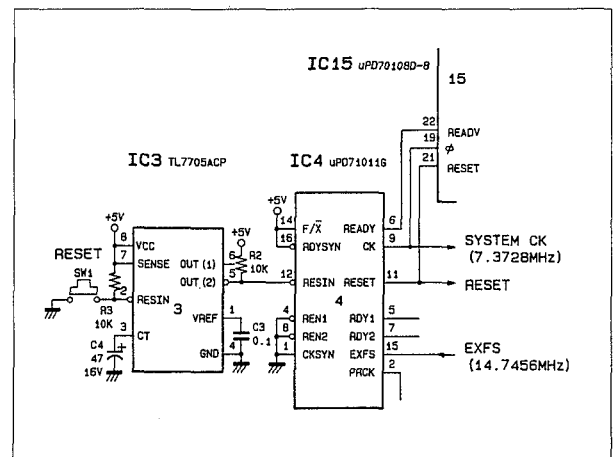 IC15 uPD70108D-8
15
22 READY
19 ø
21 RESET
IC3 TL7705ACP
IC4 uPD71011G
+5V
8 VCC
7 SENSE
RESET
SW1
2 RESIN
R3
10K
3 CT
C4
47
16V
3
OUT (1) 6
OUT (2) 5
+5V
R2
10K
VREF 1
C3
0.1
GND 4
+5V
14 F/X̅
16 RDYSYN
12 RESIN
4 REN1
8 REN2
1 CKSYN
4
READY 6
CK 9
RESET 11
RDY1 5
RDY2 7
EXFS 15
PRCK 2
SYSTEM CK
(7.3728MHz)
RESET
EXFS
(14.7456MHz)